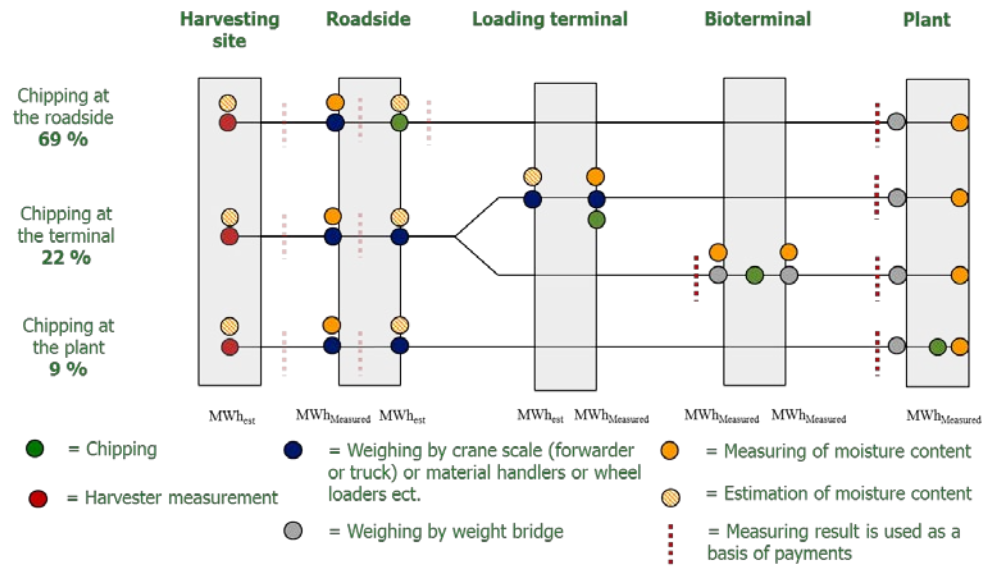 Harvesting site
Roadside
Loading terminal
Bioterminal
Plant
Chipping at
the roadside
69 %
Chipping at
the terminal
22 %
Chipping at
the plant
9 %
MWhest
MWhMeasured
MWhest
MWhest
MWhMeasured
MWhMeasured
MWhMeasured
MWhMeasured
= Chipping
= Harvester measurement
= Weighing by crane scale (forwarder
or truck) or material handlers or wheel
loaders ect.
= Weighing by weight bridge
= Measuring of moisture content
= Estimation of moisture content
= Measuring result is used as a
basis of payments